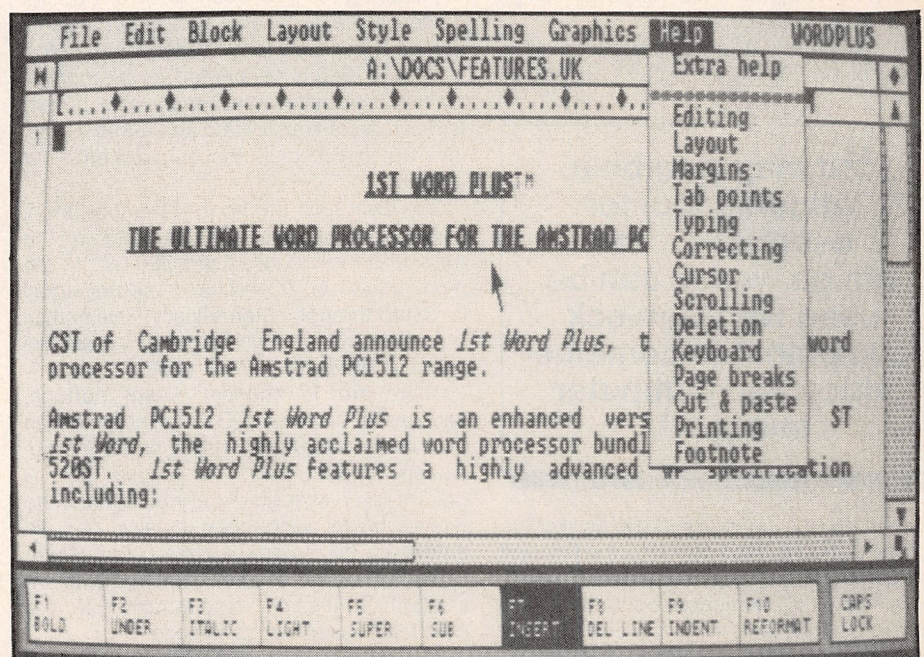 File Edit Block Layout Style Spelling Graphics Help WORDPLUS
A:\DOCS\FEATURES.UK
Extra help
Editing
Layout
Margins
Tab points
Typing
Correcting
Cursor
Scrolling
Deletion
Keyboard
Page breaks
Cut & paste
Printing
Footnote
1
1ST WORD PLUS™
THE ULTIMATE WORD PROCESSOR FOR THE AMSTRAD PC
GST of Cambridge England announce 1st Word Plus, t word
processor for the Amstrad PC1512 range.
Amstrad PC1512 1st Word Plus is an enhanced vers ST
1st Word, the highly acclaimed word processor bundl
520ST. 1st Word Plus features a highly advanced WP specification
including:
F1 BOLD
F2 UNDER
F3 ITALIC
F4 LIGHT
F5 SUPER
F6 SUB
F7 INSERT
F8 DEL LINE
F9 INDENT
F10 REFORMAT
CAPS LOCK